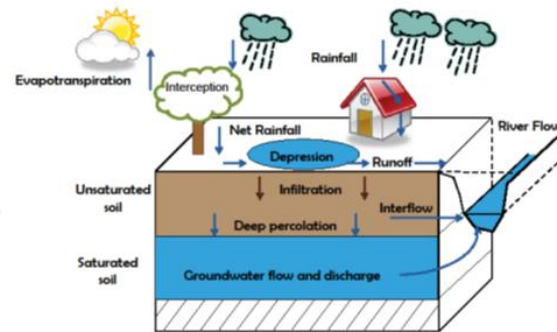 Rainfall
Evapotranspiration
Interception
Net Rainfall
River Flow
Depression
Runoff
Unsaturated
soil
Infiltration
Interflow
Deep percolation
Saturated
soil
Groundwater flow and discharge